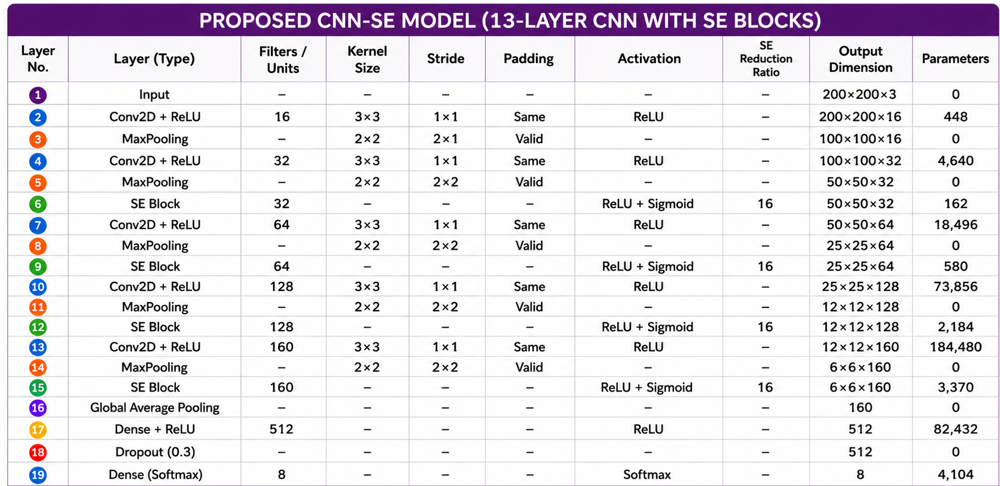 PROPOSED CNN-SE MODEL (13-LAYER CNN WITH SE BLOCKS)
Layer No. Layer (Type) Filters / Units Kernel Size Stride Padding Activation SE Reduction Ratio Output Dimension Parameters
1 Input – – – – – – 200×200×3 0
2 Conv2D + ReLU 16 3×3 1×1 Same ReLU – 200×200×16 448
3 MaxPooling – 2×2 2×1 Valid – – 100×100×16 0
4 Conv2D + ReLU 32 3×3 1×1 Same ReLU – 100×100×32 4,640
5 MaxPooling – 2×2 2×2 Valid – – 50×50×32 0
6 SE Block 32 – – – ReLU + Sigmoid 16 50×50×32 162
7 Conv2D + ReLU 64 3×3 1×1 Same ReLU – 50×50×64 18,496
8 MaxPooling – 2×2 2×2 Valid – – 25×25×64 0
9 SE Block 64 – – – ReLU + Sigmoid 16 25×25×64 580
10 Conv2D + ReLU 128 3×3 1×1 Same ReLU – 25×25×128 73,856
11 MaxPooling – 2×2 2×2 Valid – – 12×12×128 0
12 SE Block 128 – – – ReLU + Sigmoid 16 12×12×128 2,184
13 Conv2D + ReLU 160 3×3 1×1 Same ReLU – 12×12×160 184,480
14 MaxPooling – 2×2 2×2 Valid – – 6×6×160 0
15 SE Block 160 – – – ReLU + Sigmoid 16 6×6×160 3,370
16 Global Average Pooling – – – – – – 160 0
17 Dense + ReLU 512 – – – ReLU – 512 82,432
18 Dropout (0.3) – – – – – – 512 0
19 Dense (Softmax) 8 – – – Softmax – 8 4,104